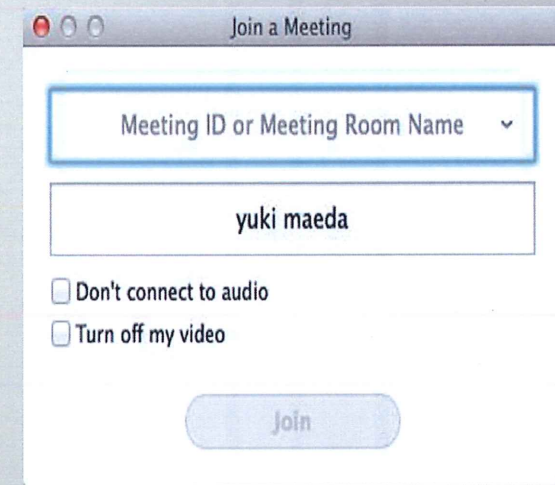 Join a Meeting
Meeting ID or Meeting Room Name
yuki maeda
Don't connect to audio
Turn off my video
Join